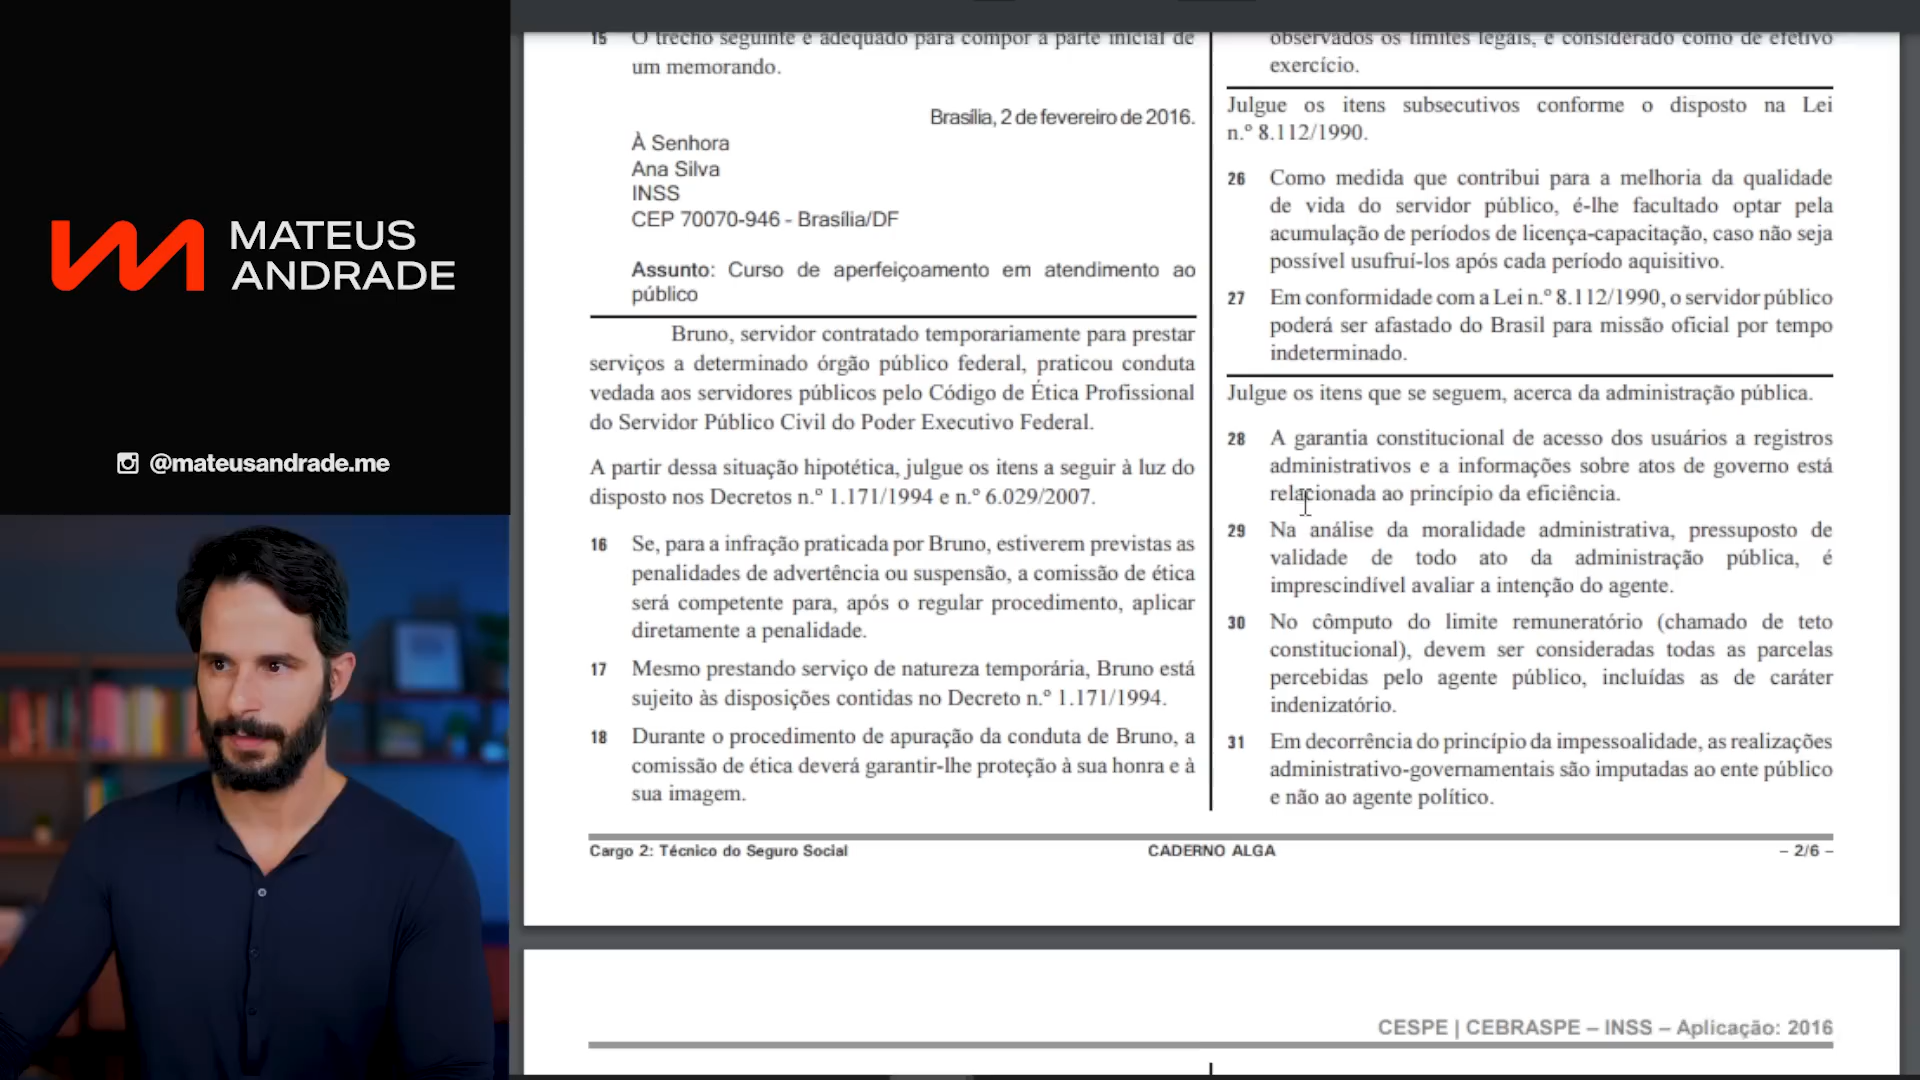 MATEUS
ANDRADE
@mateusandrade.me
15 O trecho seguinte é adequado para compor a parte inicial de
um memorando.
Brasília, 2 de fevereiro de 2016.
À Senhora
Ana Silva
INSS
CEP 70070-946 - Brasília/DF
Assunto: Curso de aperfeiçoamento em atendimento ao
público
Bruno, servidor contratado temporariamente para prestar
serviços a determinado órgão público federal, praticou conduta
vedada aos servidores públicos pelo Código de Ética Profissional
do Servidor Público Civil do Poder Executivo Federal.
A partir dessa situação hipotética, julgue os itens a seguir à luz do
disposto nos Decretos n.º 1.171/1994 e n.º 6.029/2007.
16 Se, para a infração praticada por Bruno, estiverem previstas as
penalidades de advertência ou suspensão, a comissão de ética
será competente para, após o regular procedimento, aplicar
diretamente a penalidade.
17 Mesmo prestando serviço de natureza temporária, Bruno está
sujeito às disposições contidas no Decreto n.º 1.171/1994.
18 Durante o procedimento de apuração da conduta de Bruno, a
comissão de ética deverá garantir-lhe proteção à sua honra e à
sua imagem.
observados os limites legais, é considerado como de efetivo
exercício.
Julgue os itens subsecutivos conforme o disposto na Lei
n.º 8.112/1990.
26 Como medida que contribui para a melhoria da qualidade
de vida do servidor público, é-lhe facultado optar pela
acumulação de períodos de licença-capacitação, caso não seja
possível usufruí-los após cada período aquisitivo.
27 Em conformidade com a Lei n.º 8.112/1990, o servidor público
poderá ser afastado do Brasil para missão oficial por tempo
indeterminado.
Julgue os itens que se seguem, acerca da administração pública.
28 A garantia constitucional de acesso dos usuários a registros
administrativos e a informações sobre atos de governo está
relacionada ao princípio da eficiência.
29 Na análise da moralidade administrativa, pressuposto de
validade de todo ato da administração pública, é
imprescindível avaliar a intenção do agente.
30 No cômputo do limite remuneratório (chamado de teto
constitucional), devem ser consideradas todas as parcelas
percebidas pelo agente público, incluídas as de caráter
indenizatório.
31 Em decorrência do princípio da impessoalidade, as realizações
administrativo-governamentais são imputadas ao ente público
e não ao agente político.
Cargo 2: Técnico do Seguro Social CADERNO ALGA – 2/6 –
CESPE | CEBRASPE – INSS – Aplicação: 2016